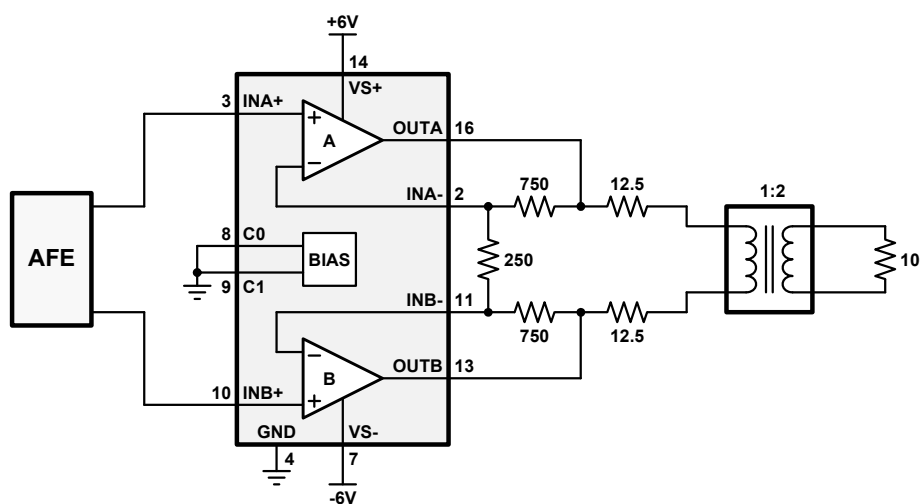 +6V
14
VS+
3 INA+
A
OUTA 16
INA- 2
750
12.5
1:2
AFE
8 C0
BIAS
9 C1
250
10
INB- 11
750
12.5
B
OUTB 13
10 INB+
GND
VS-
4
7
-6V